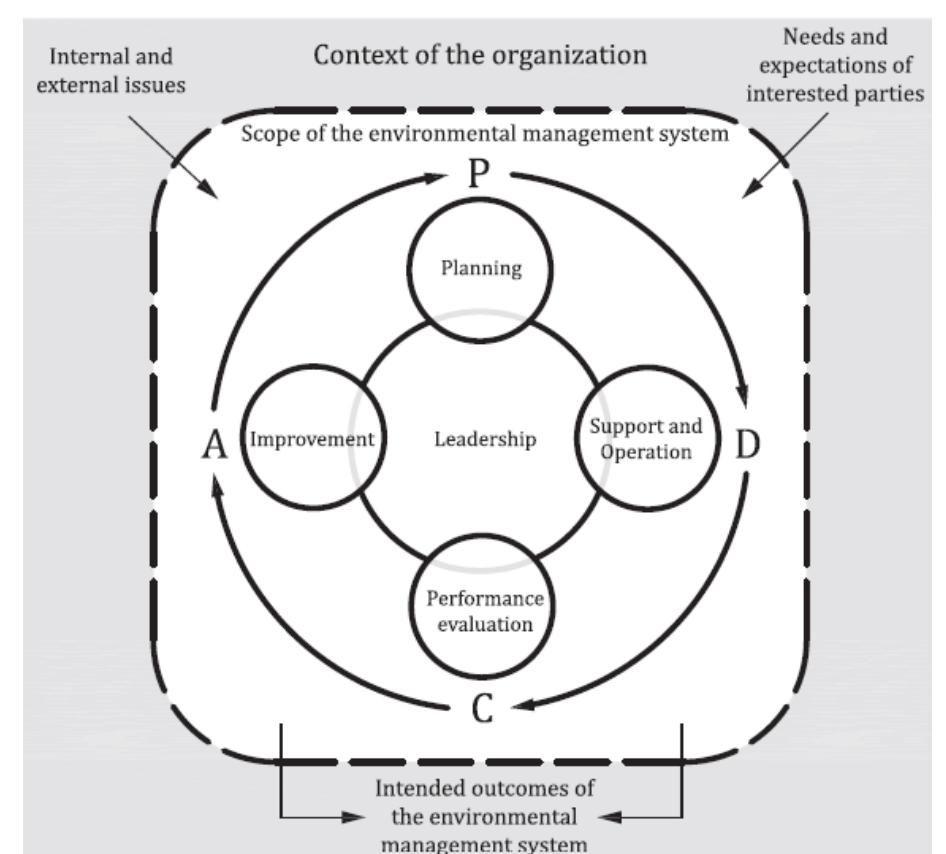 Internal and
external issues
Context of the organization
Needs and
expectations of
interested parties
Scope of the environmental management system
P
Planning
A
Improvement
Leadership
Support and
Operation
D
Performance
evaluation
C
Intended outcomes of
the environmental
management system